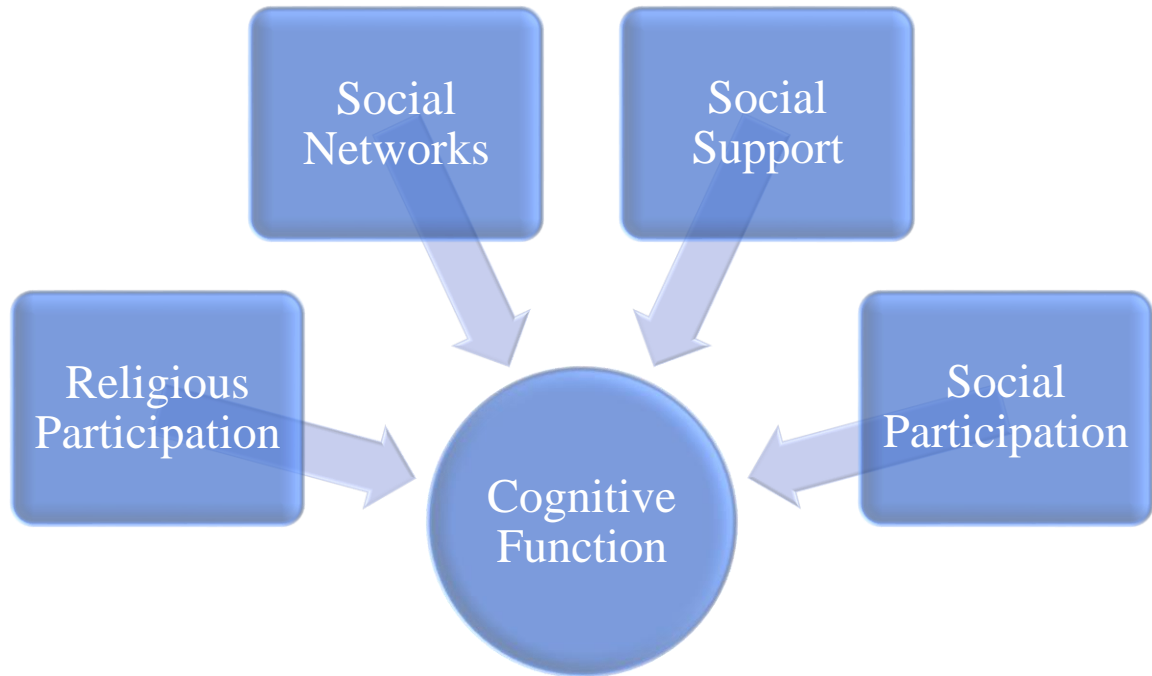 Social
Networks
Social
Support
Religious
Participation
Social
Participation
Cognitive
Function